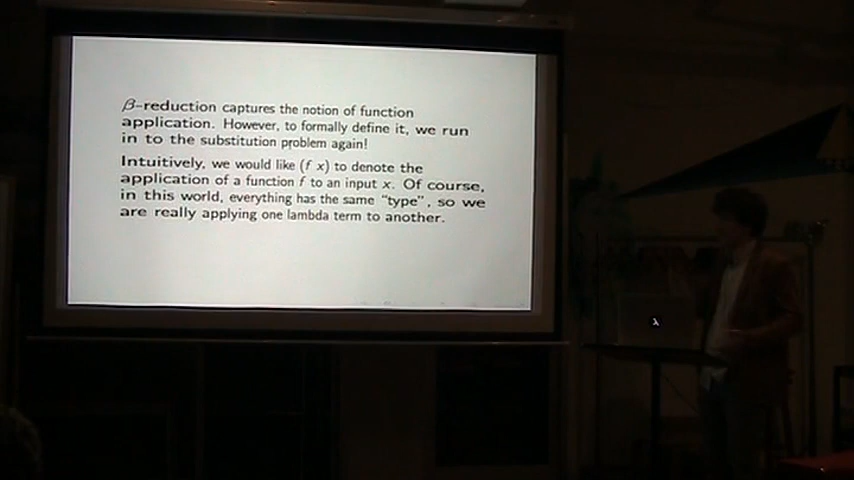 β-reduction captures the notion of function
application. However, to formally define it, we run
in to the substitution problem again!
Intuitively, we would like (f x) to denote the
application of a function f to an input x. Of course,
in this world, everything has the same “type”, so we
are really applying one lambda term to another.
λ